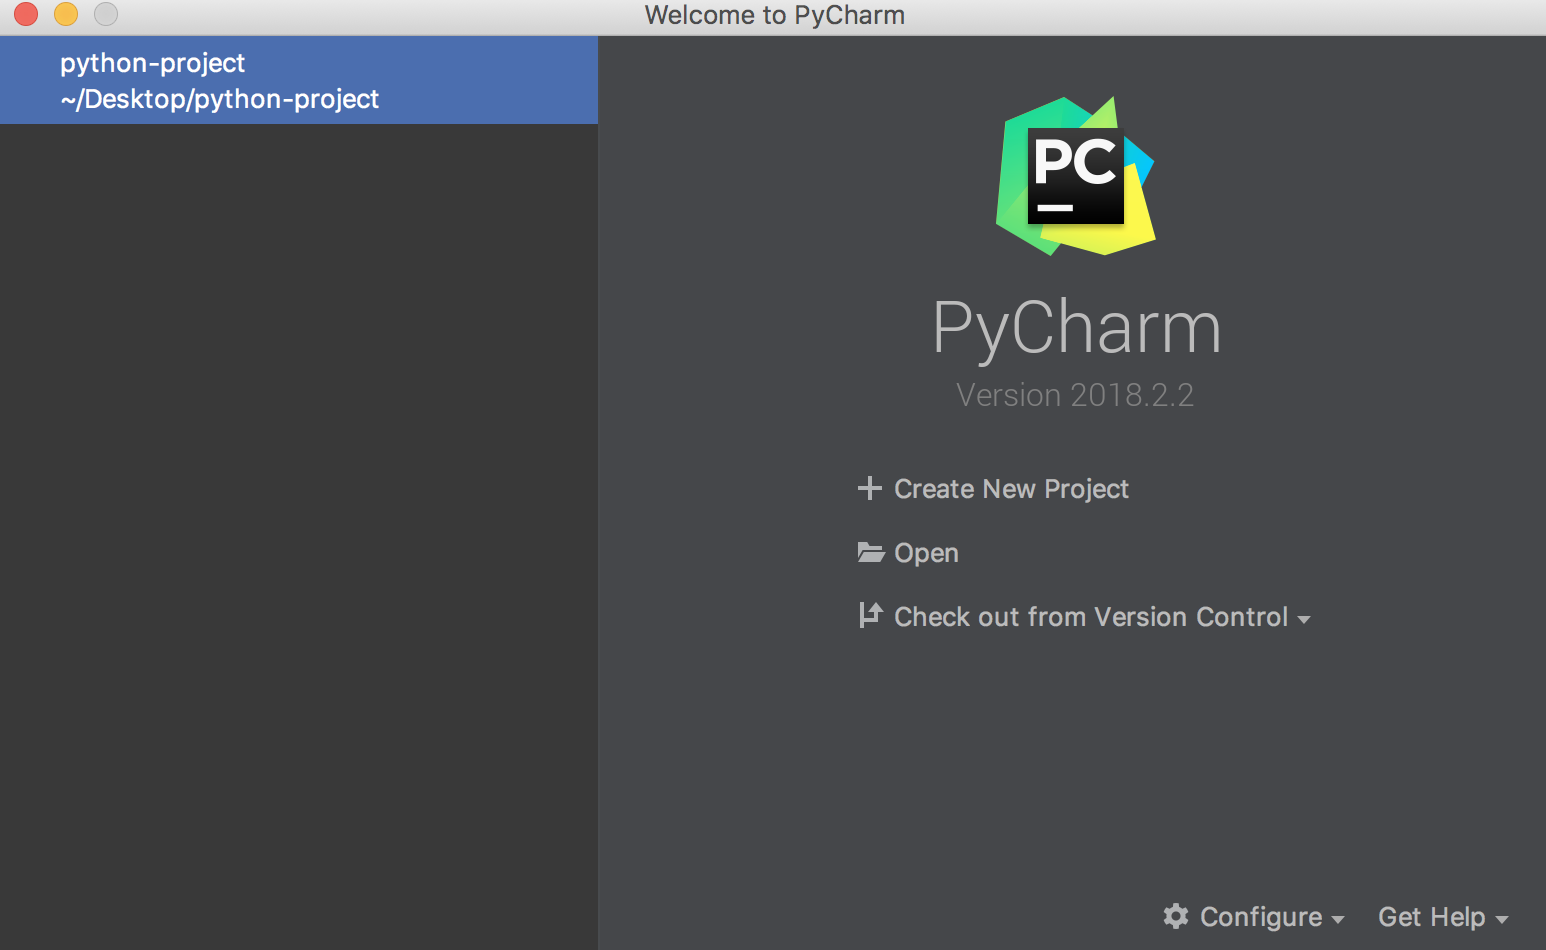 Welcome to PyCharm
python-project
~/Desktop/python-project
PC
PyCharm
Version 2018.2.2
Create New Project
Open
Check out from Version Control
Configure
Get Help